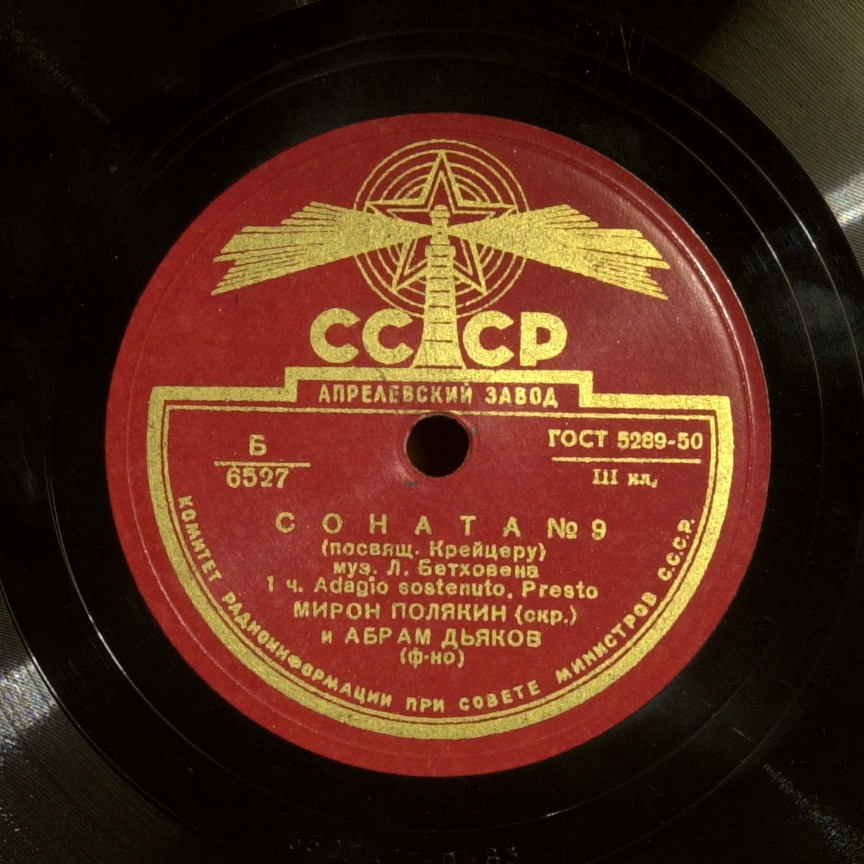 СССР
АПРЕЛЕВСКИЙ ЗАВОД
Б
6527
ГОСТ 5289-50
III кл.
СОНАТА № 9
(посвящ. Крейцеру)
муз. Л. Бетховена
1 ч. Adagio sostenuto, Presto
МИРОН ПОЛЯКИН (скр.)
и АБРАМ ДЬЯКОВ
(ф-но)
КОМИТЕТ РАДИОИНФОРМАЦИИ ПРИ СОВЕТЕ МИНИСТРОВ С.С.С.Р.